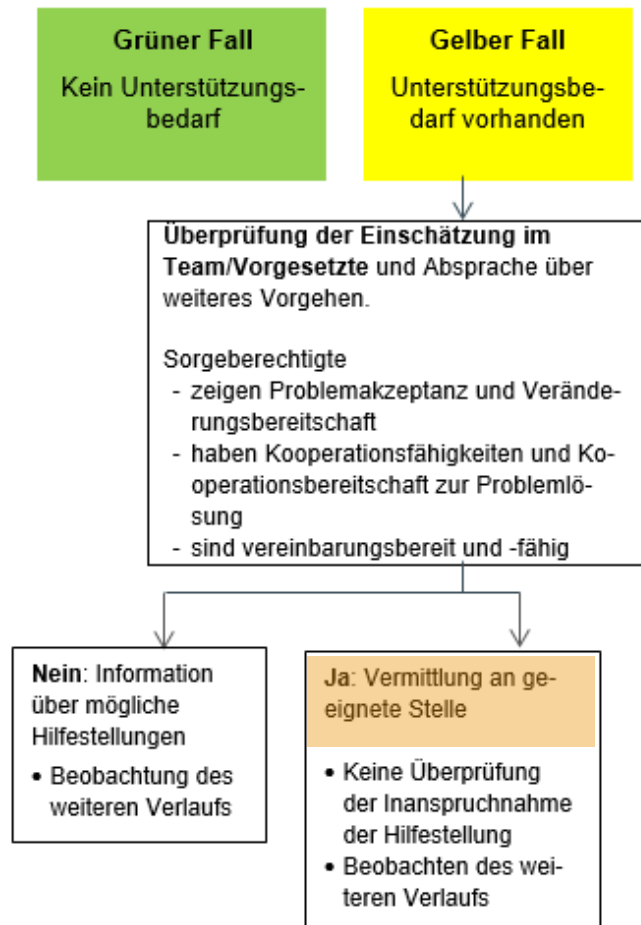 Grüner Fall
Kein Unterstützungs-
bedarf
Gelber Fall
Unterstützungsbe-
darf vorhanden
Überprüfung der Einschätzung im
Team/Vorgesetzte und Absprache über
weiteres Vorgehen.
Sorgeberechtigte
- zeigen Problemakzeptanz und Verände-
rungsbereitschaft
- haben Kooperationsfähigkeiten und Ko-
operationsbereitschaft zur Problemlö-
sung
- sind vereinbarungsbereit und -fähig
Nein: Information
über mögliche
Hilfestellungen
• Beobachtung des
weiteren Verlaufs
Ja: Vermittlung an ge-
eignete Stelle
• Keine Überprüfung
der Inanspruchnahme
der Hilfestellung
• Beobachten des wei-
teren Verlaufs